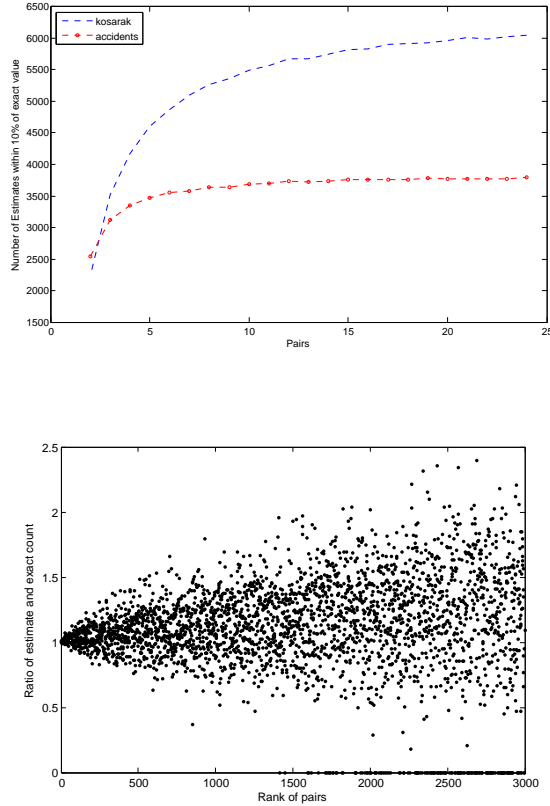 6500
6000
5500
5000
4500
4000
3500
3000
2500
2000
1500
Number of Estimates within 10% of exact value
kosarak
accidents
0 5 10 15 20 25
Pairs
2.5
2
1.5
1
0.5
0
Ratio of estimate and exact count
0 500 1000 1500 2000 2500 3000
Rank of pairs